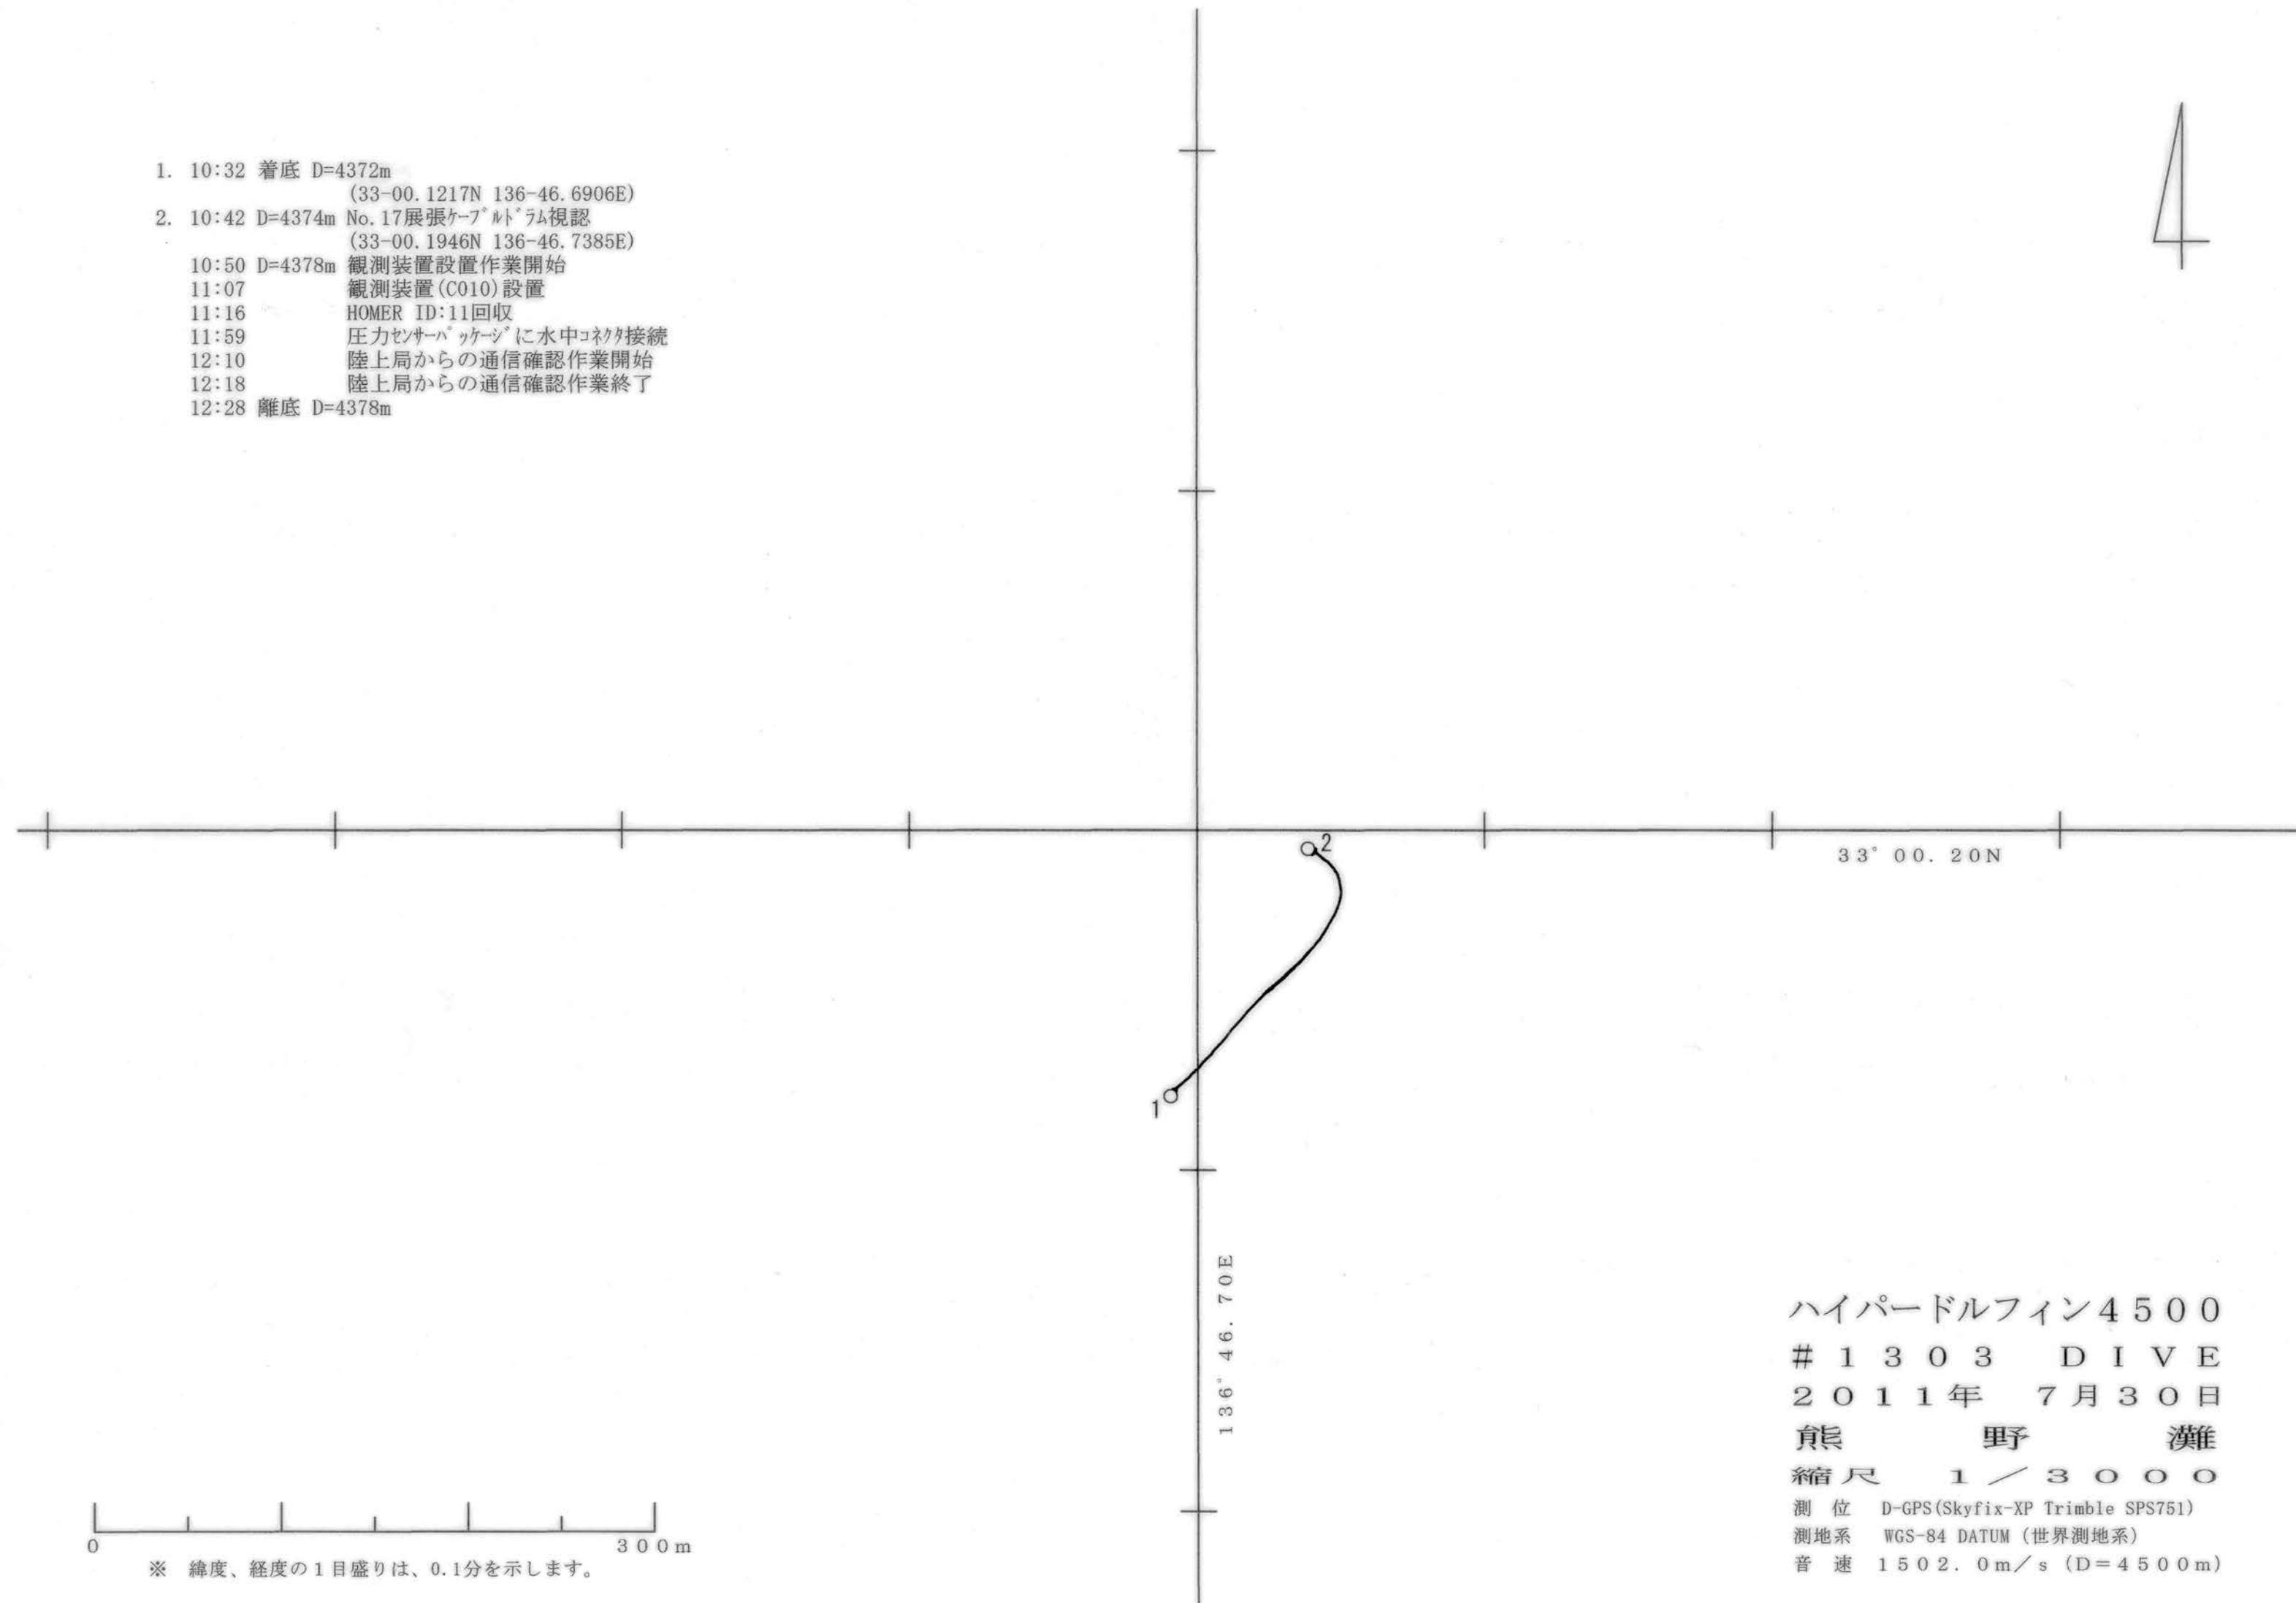 1. 10:32 着底 D=4372m
(33-00.1217N 136-46.6906E)
2. 10:42 D=4374m No.17展張ｹｰﾌﾞﾙﾄﾞﾗﾑ視認
(33-00.1946N 136-46.7385E)
10:50 D=4378m 観測装置設置作業開始
11:07 観測装置(C010)設置
11:16 HOMER ID:11回収
11:59 圧力ｾﾝｻｰﾊﾟｯｹｰｼﾞに水中ｺﾈｸﾀ接続
12:10 陸上局からの通信確認作業開始
12:18 陸上局からの通信確認作業終了
12:28 離底 D=4378m
2
33°00.20N
1
136°46.70E
ハイパードルフィン4500
#1303 DIVE
2011年 7月30日
熊野灘
縮尺 1／3000
測位 D-GPS(Skyfix-XP Trimble SPS751)
測地系 WGS-84 DATUM (世界測地系)
音速 1502.0m／s (D=4500m)
0 300m
※ 緯度、経度の1目盛りは、0.1分を示します。